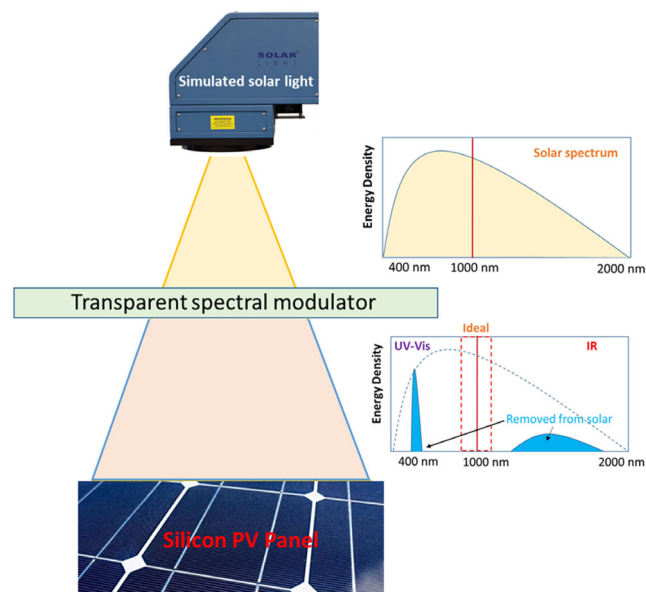 SOLAR
LIGHT
Simulated solar light
Solar spectrum
Energy Density
400 nm 1000 nm 2000 nm
Transparent spectral modulator
Ideal
UV-Vis IR
Energy Density
Removed from solar
400 nm 1000 nm 2000 nm
Silicon PV Panel